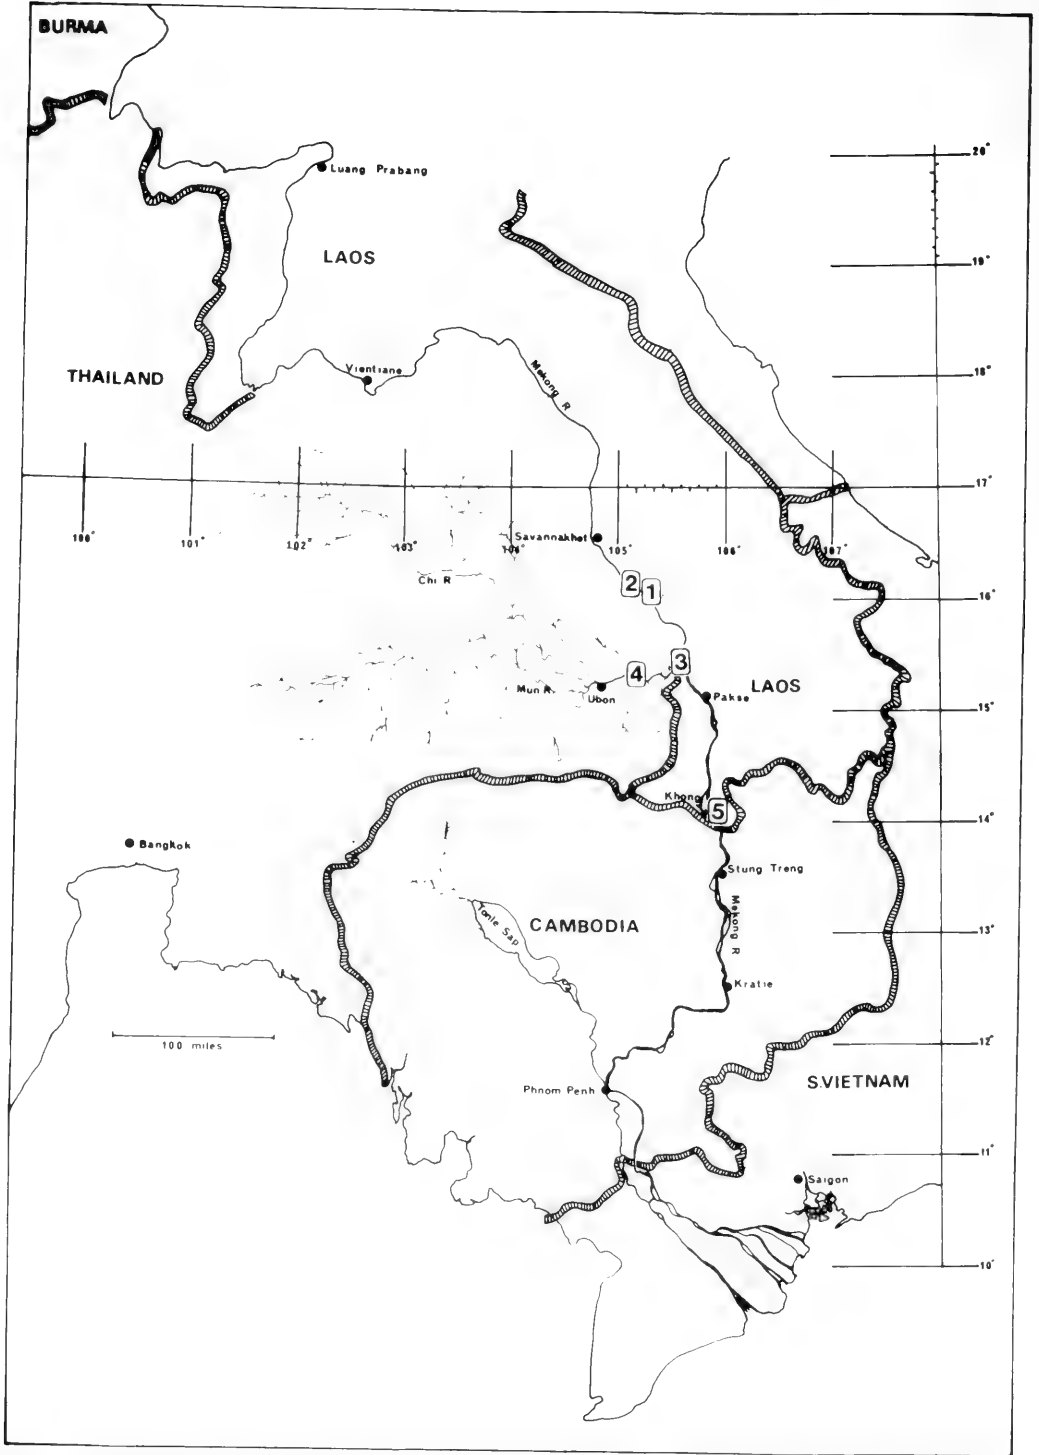 BURMA
20°
Luang Prabang
LAOS
19°
THAILAND
Vientiane
Mekong R
18°
17°
100°
101°
102°
103°
104°
Savannakhet
105°
106°
107°
Chi R
2
1
16°
3
4
Mun R.
Ubon
LAOS
Pakse
15°
Khong
5
14°
Bangkok
Stung Treng
Tonle Sap
CAMBODIA
Mekong R
13°
Kratie
100 miles
12°
Phnom Penh
S.VIETNAM
11°
Saigon
10°